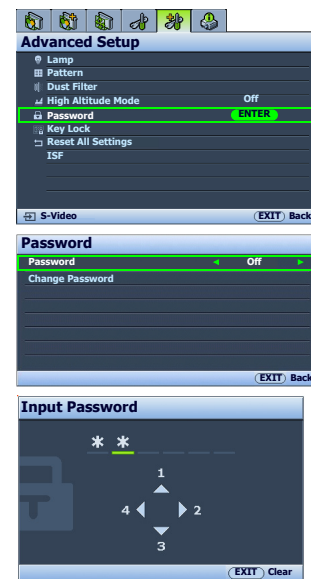 Advanced Setup
Lamp
Pattern
Dust Filter
High Altitude Mode Off
Password ENTER
Key Lock
Reset All Settings
ISF
S-Video EXIT Back
Password
Password Off
Change Password
EXIT Back
Input Password
* *
1
4 2
3
EXIT Clear